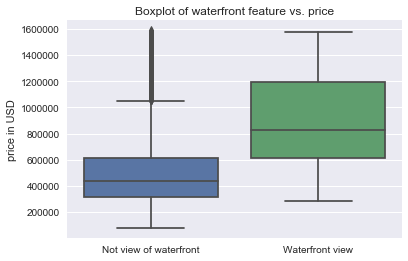 Boxplot of waterfront feature vs. price
price in USD
1600000
1400000
1200000
1000000
800000
600000
400000
200000
Not view of waterfront
Waterfront view